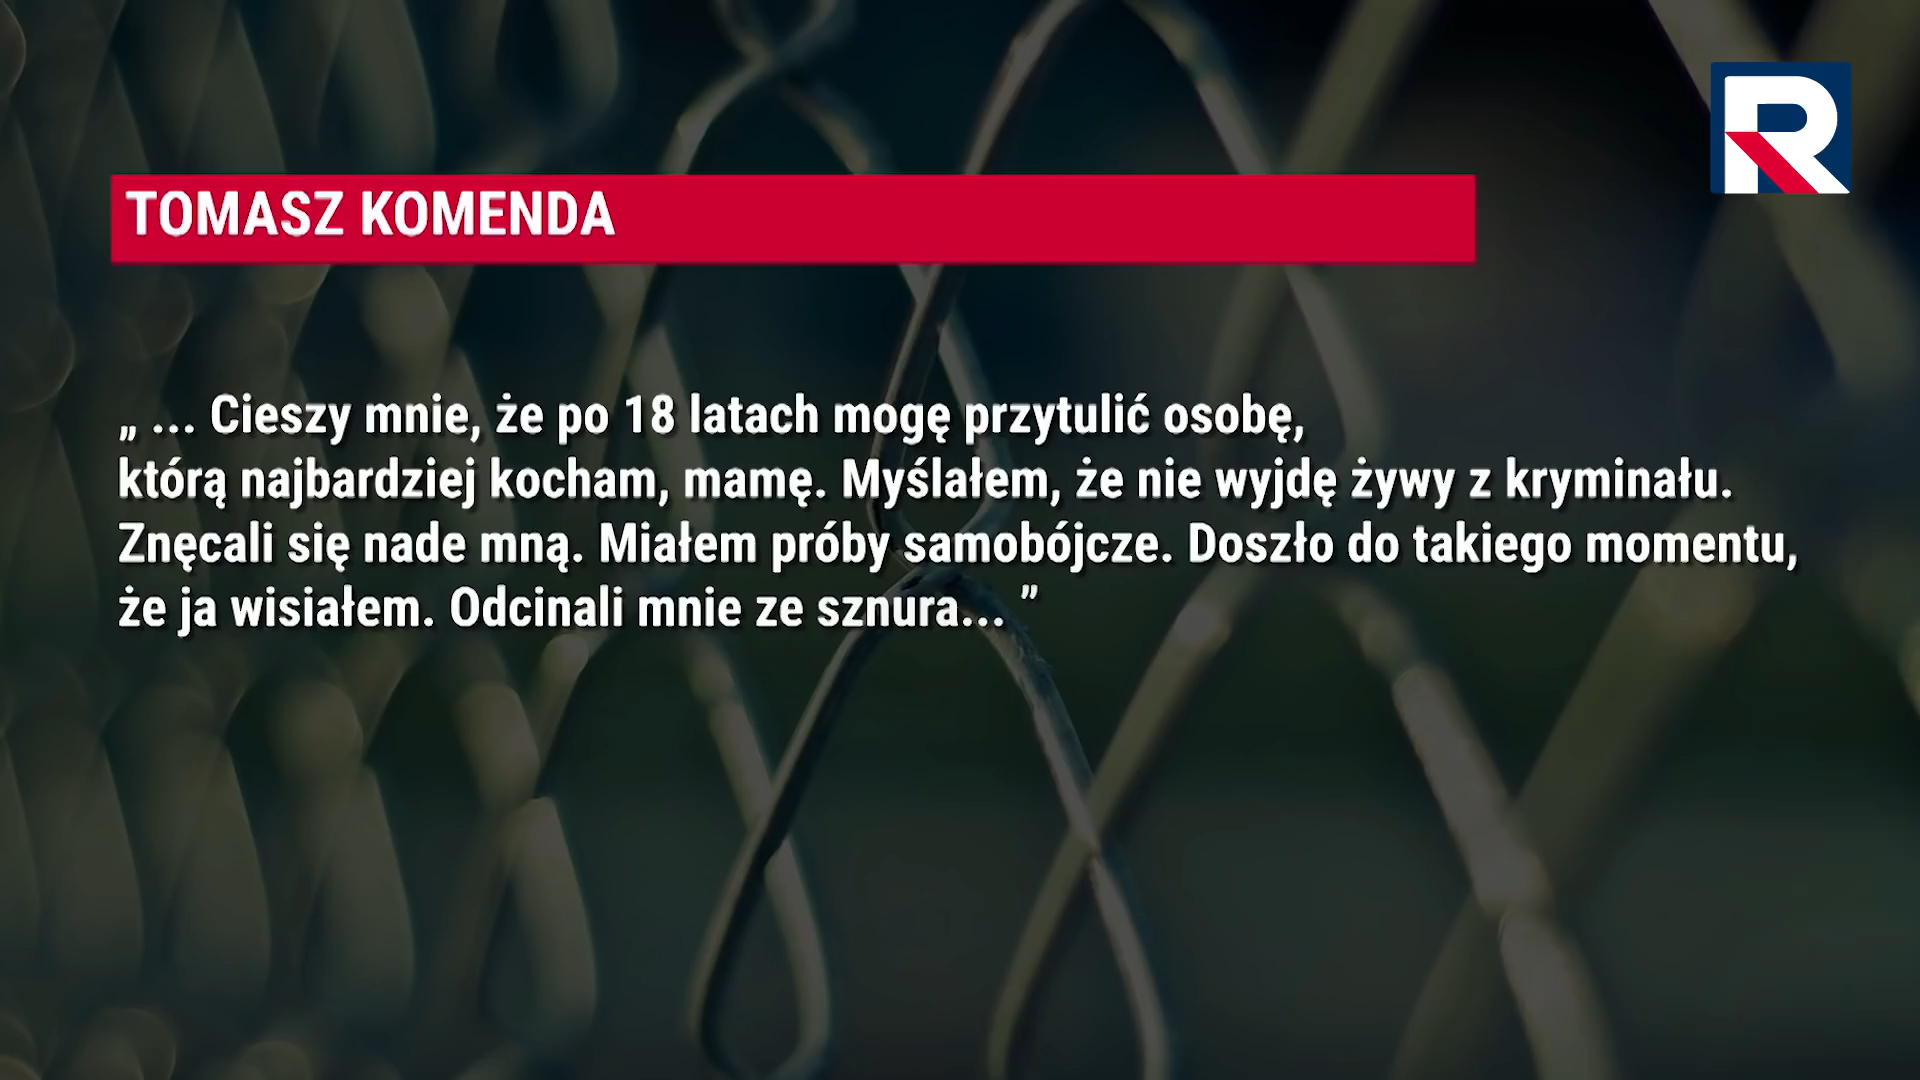 R
TOMASZ KOMENDA
„ ... Cieszy mnie, że po 18 latach mogę przytulić osobę,
którą najbardziej kocham, mamę. Myślałem, że nie wyjdę żywy z kryminału.
Znęcali się nade mną. Miałem próby samobójcze. Doszło do takiego momentu,
że ja wisiałem. Odcinali mnie ze sznura... ”